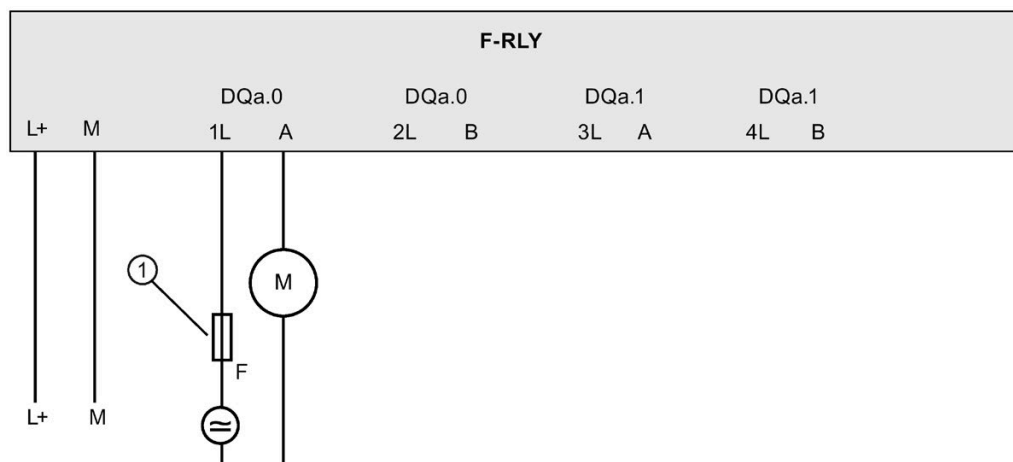 F-RLY
DQa.0 DQa.0 DQa.1 DQa.1
L+ M 1L A 2L B 3L A 4L B
1
M
F
L+ M